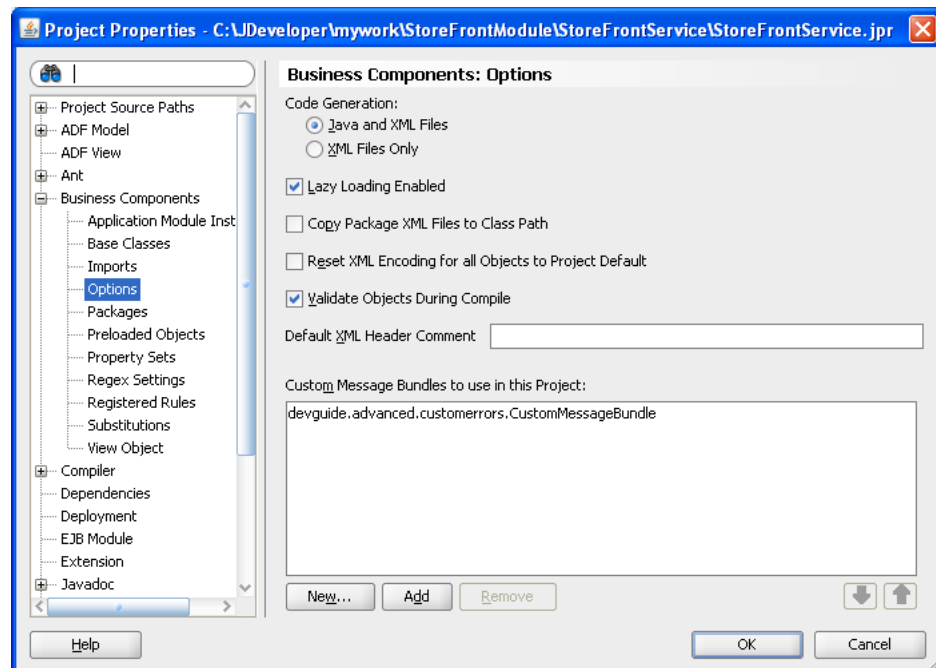 Project Properties - C:\JDeveloper\mywork\StoreFrontModule\StoreFrontService\StoreFrontService.jpr
Project Source Paths
ADF Model
ADF View
Ant
Business Components
Application Module Inst
Base Classes
Imports
Options
Packages
Preloaded Objects
Property Sets
Regex Settings
Registered Rules
Substitutions
View Object
Compiler
Dependencies
Deployment
EJB Module
Extension
Javadoc
Business Components: Options
Code Generation:
Java and XML Files
XML Files Only
Lazy Loading Enabled
Copy Package XML Files to Class Path
Reset XML Encoding for all Objects to Project Default
Validate Objects During Compile
Default XML Header Comment
Custom Message Bundles to use in this Project:
devguide.advanced.customerrors.CustomMessageBundle
New... Add Remove
Help OK Cancel